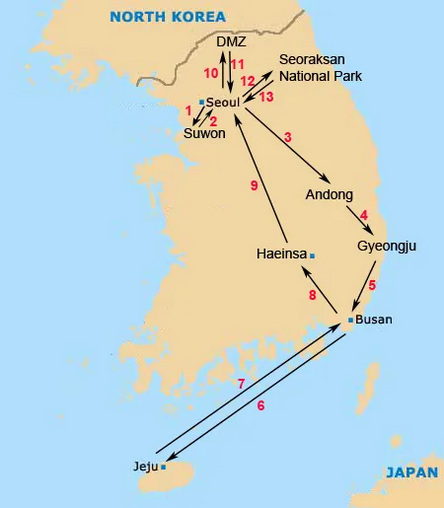 NORTH KOREA
DMZ
Seoraksan
National Park
10
11
12
13
1
Seoul
2
Suwon
3
Andong
9
4
Gyeongju
Haeinsa
5
8
Busan
7
6
Jeju
JAPAN